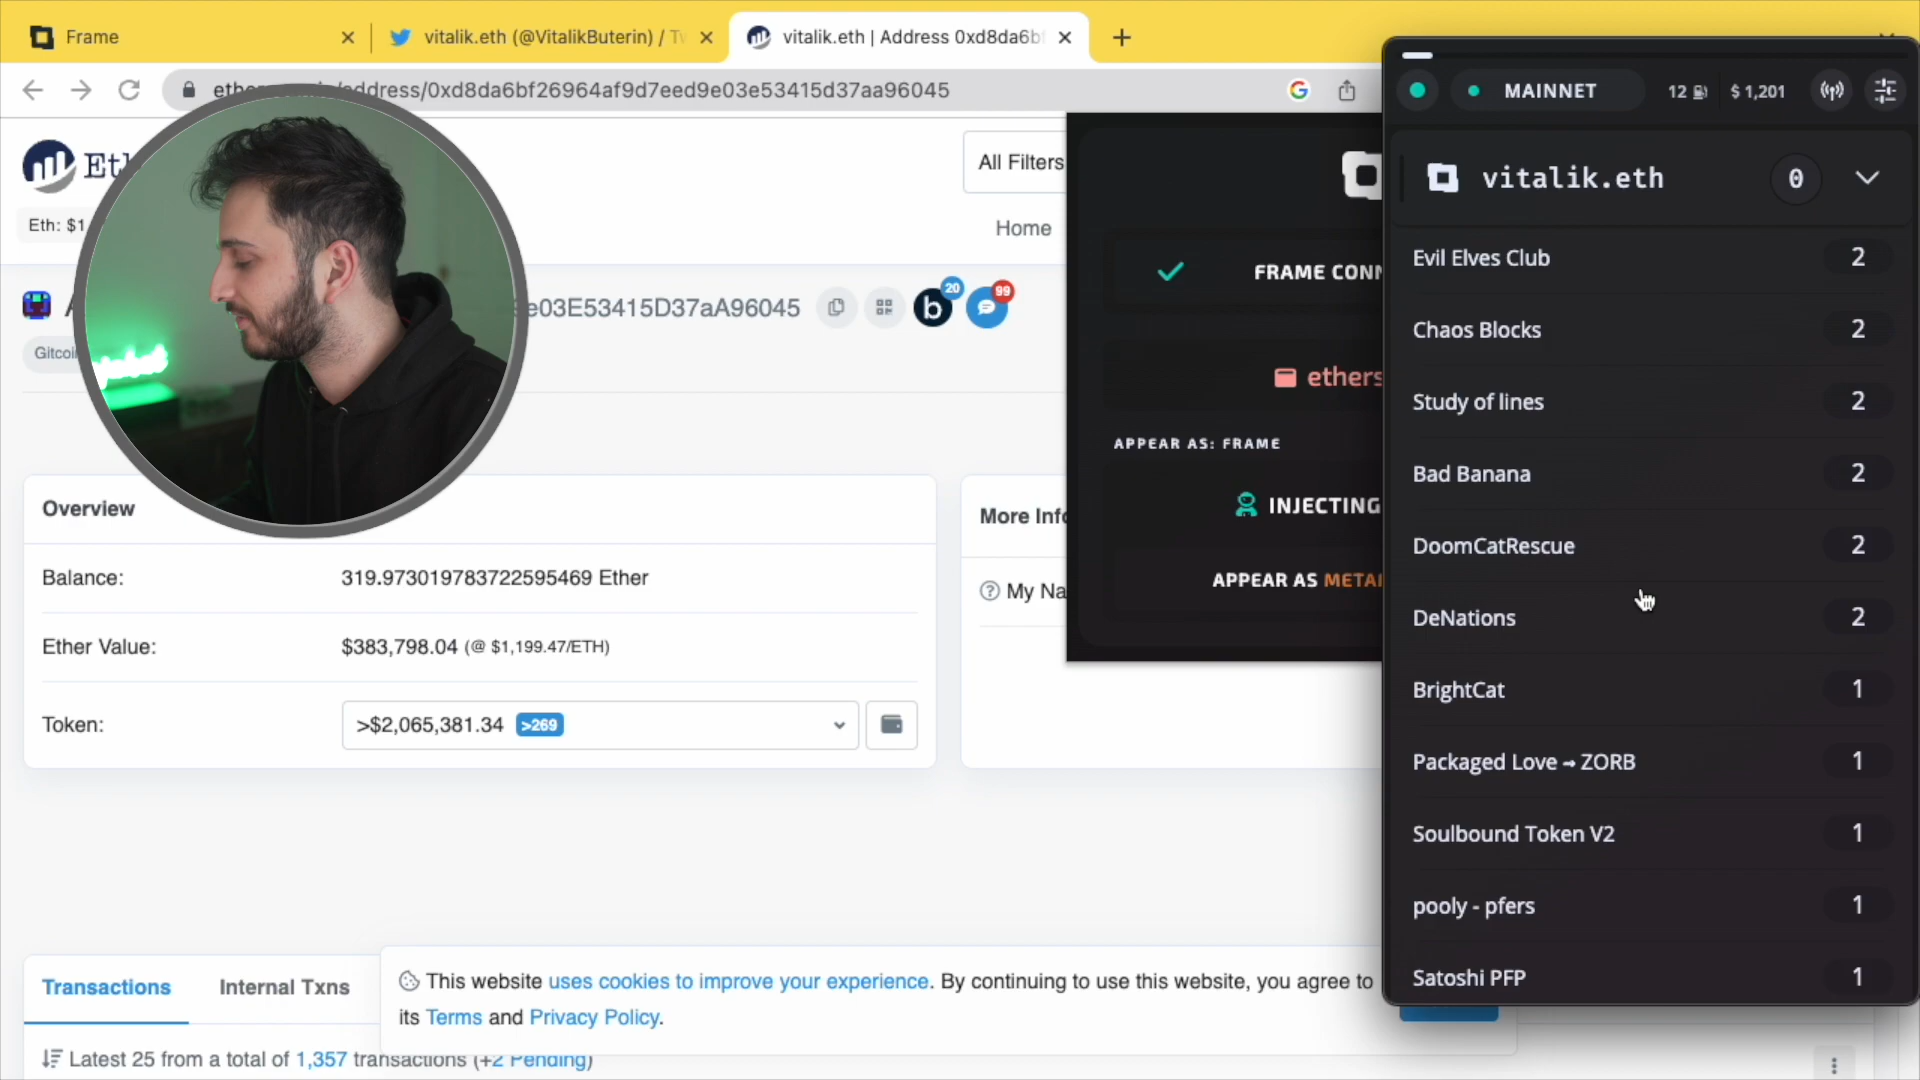 Frame
vitalik.eth (@VitalikButerin) / Tw
vitalik.eth | Address 0xd8da6bf
/address/0xd8da6bf26964af9d7eed9e03e53415d37aa96045
All Filters
Eth: $1
Home
e03E53415D37aA96045
20
99
Gitcoin
Overview
Balance:
319.973019783722595469 Ether
Ether Value:
$383,798.04 (@ $1,199.47/ETH)
Token:
>$2,065,381.34 >269
More Info
My Na
FRAME CONN
ethers
APPEAR AS: FRAME
INJECTING
APPEAR AS METAM
MAINNET
12
$ 1,201
vitalik.eth
0
Evil Elves Club 2
Chaos Blocks 2
Study of lines 2
Bad Banana 2
DoomCatRescue 2
DeNations 2
BrightCat 1
Packaged Love → ZORB 1
Soulbound Token V2 1
pooly - pfers 1
Satoshi PFP 1
Transactions
Internal Txns
This website uses cookies to improve your experience. By continuing to use this website, you agree to
its Terms and Privacy Policy.
Latest 25 from a total of 1,357 transactions (+2 Pending)